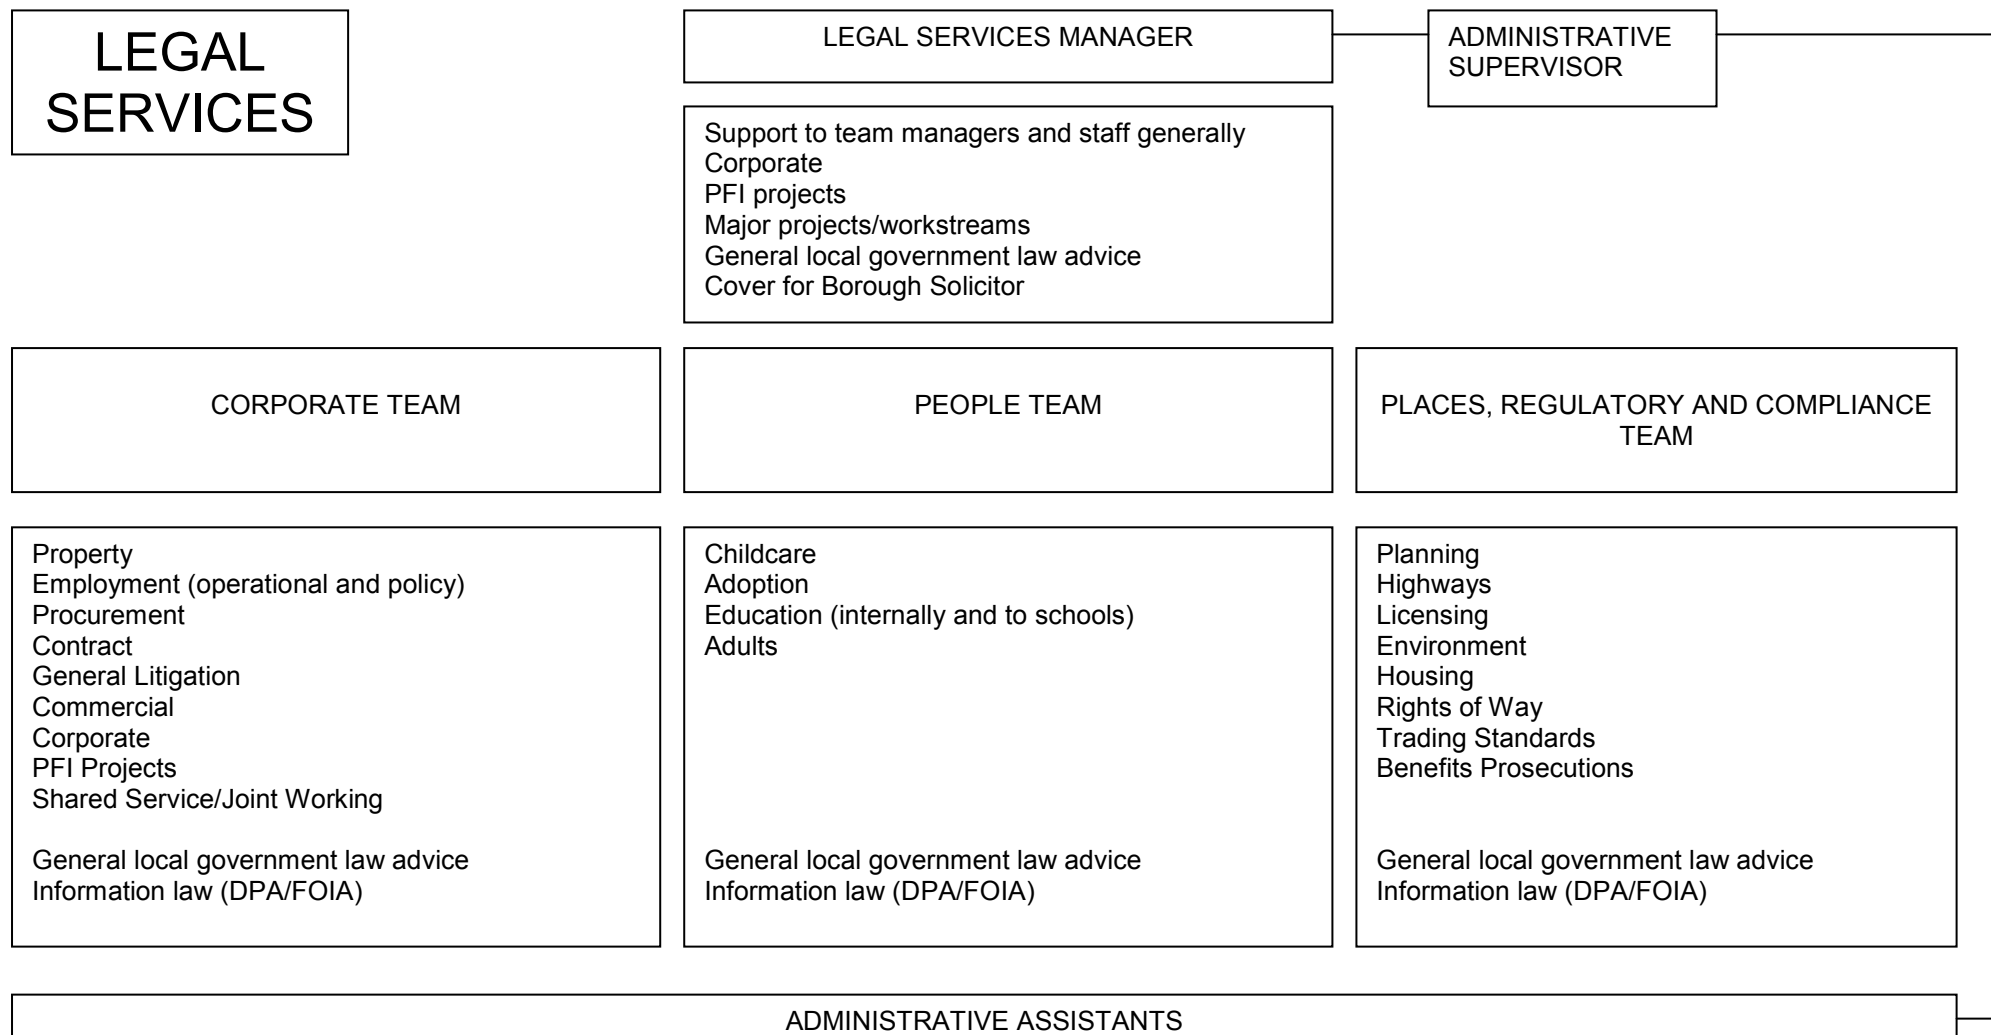 LEGAL
SERVICES
LEGAL SERVICES MANAGER
ADMINISTRATIVE
SUPERVISOR
Support to team managers and staff generally
Corporate
PFI projects
Major projects/workstreams
General local government law advice
Cover for Borough Solicitor
CORPORATE TEAM
PEOPLE TEAM
PLACES, REGULATORY AND COMPLIANCE
TEAM
Property
Employment (operational and policy)
Procurement
Contract
General Litigation
Commercial
Corporate
PFI Projects
Shared Service/Joint Working
General local government law advice
Information law (DPA/FOIA)
Childcare
Adoption
Education (internally and to schools)
Adults
General local government law advice
Information law (DPA/FOIA)
Planning
Highways
Licensing
Environment
Housing
Rights of Way
Trading Standards
Benefits Prosecutions
General local government law advice
Information law (DPA/FOIA)
ADMINISTRATIVE ASSISTANTS